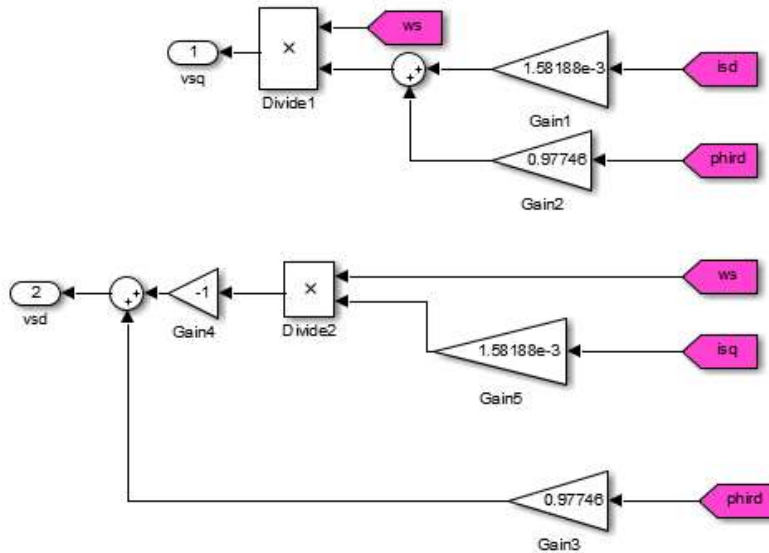 ws
1
vsq
×
Divide1
+
+
1.58188e-3
Gain1
isd
0.97746
Gain2
phird
ws
2
vsd
+
+
-1
Gain4
×
Divide2
1.58188e-3
Gain5
isq
0.97746
Gain3
phird